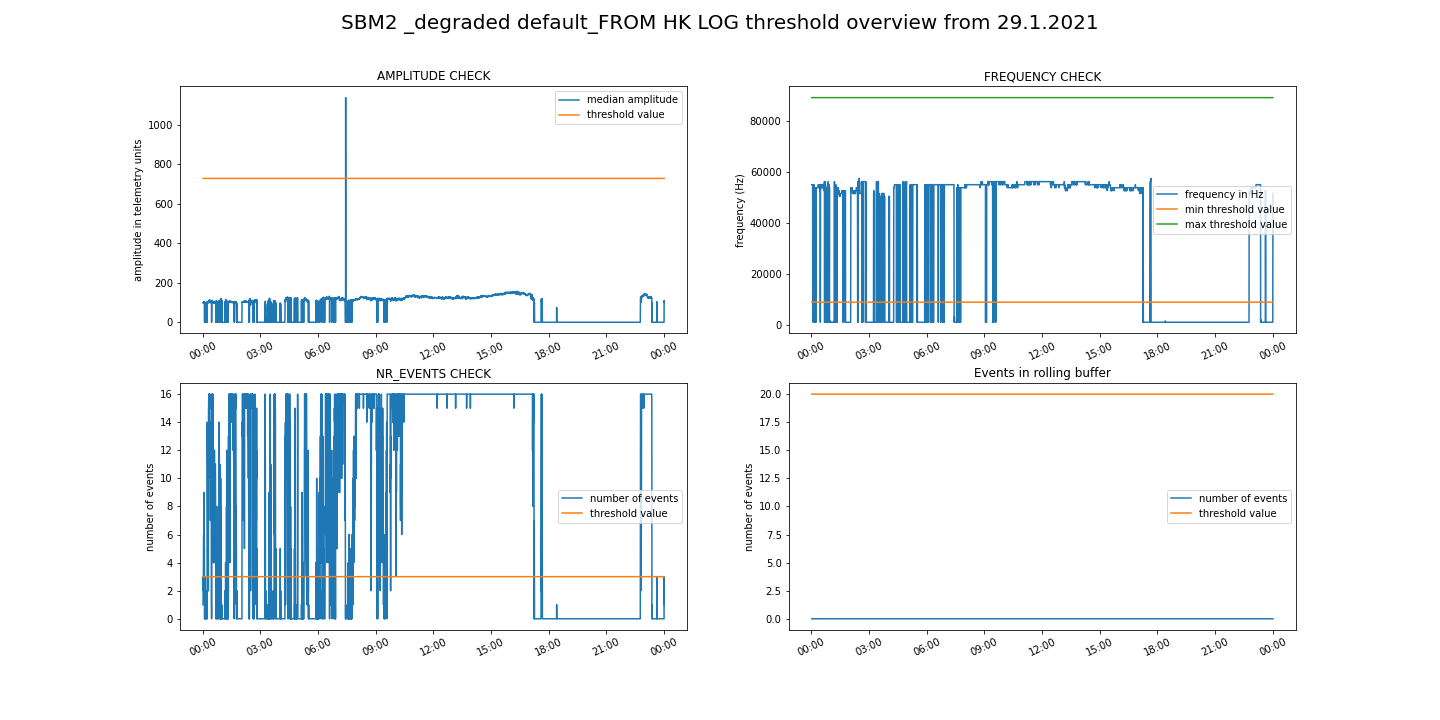 SBM2 _degraded default_FROM HK LOG threshold overview from 29.1.2021
AMPLITUDE CHECK
amplitude in telemetry units
1000
800
600
400
200
0
median amplitude
threshold value
00:00 03:00 06:00 09:00 12:00 15:00 18:00 21:00 00:00
FREQUENCY CHECK
frequency (Hz)
80000
60000
40000
20000
0
frequency in Hz
min threshold value
max threshold value
00:00 03:00 06:00 09:00 12:00 15:00 18:00 21:00 00:00
NR_EVENTS CHECK
number of events
16
14
12
10
8
6
4
2
0
number of events
threshold value
00:00 03:00 06:00 09:00 12:00 15:00 18:00 21:00 00:00
Events in rolling buffer
number of events
20.0
17.5
15.0
12.5
10.0
7.5
5.0
2.5
0.0
number of events
threshold value
00:00 03:00 06:00 09:00 12:00 15:00 18:00 21:00 00:00